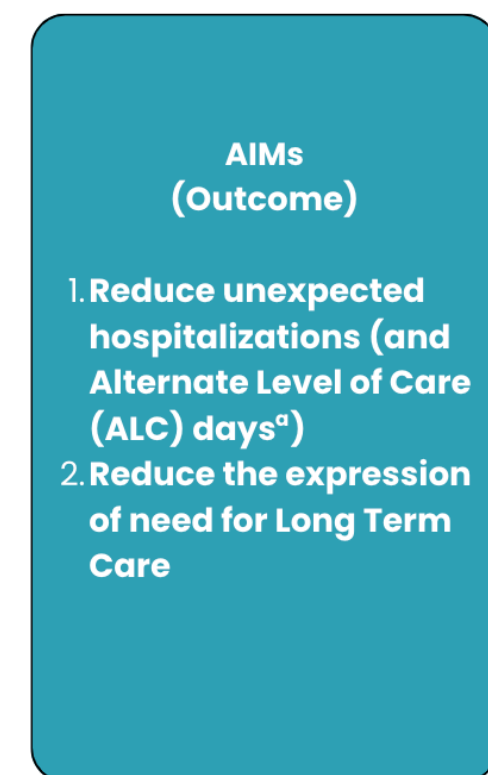 AIMs
(Outcome)
1. Reduce unexpected
hospitalizations (and
Alternate Level of Care
(ALC) daysᵃ)
2. Reduce the expression
of need for Long Term
Care